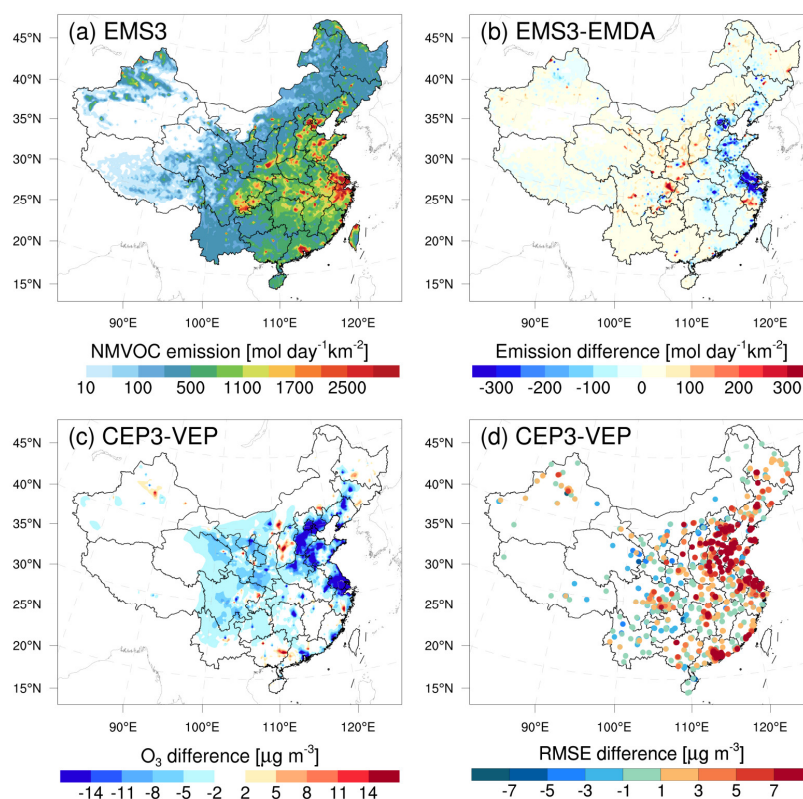 (a) EMS3
(b) EMS3-EMDA
45°N
40°N
35°N
30°N
25°N
20°N
15°N
45°N
40°N
35°N
30°N
25°N
20°N
15°N
90°E 100°E 110°E 120°E
90°E 100°E 110°E 120°E
NMVOC emission [mol day⁻¹km⁻²]
10 100 500 1100 1700 2500
Emission difference [mol day⁻¹km⁻²]
-300 -200 -100 0 100 200 300
(c) CEP3-VEP
(d) CEP3-VEP
45°N
40°N
35°N
30°N
25°N
20°N
15°N
45°N
40°N
35°N
30°N
25°N
20°N
15°N
90°E 100°E 110°E 120°E
90°E 100°E 110°E 120°E
O₃ difference [µg m⁻³]
-14 -11 -8 -5 -2 2 5 8 11 14
RMSE difference [µg m⁻³]
-7 -5 -3 -1 1 3 5 7